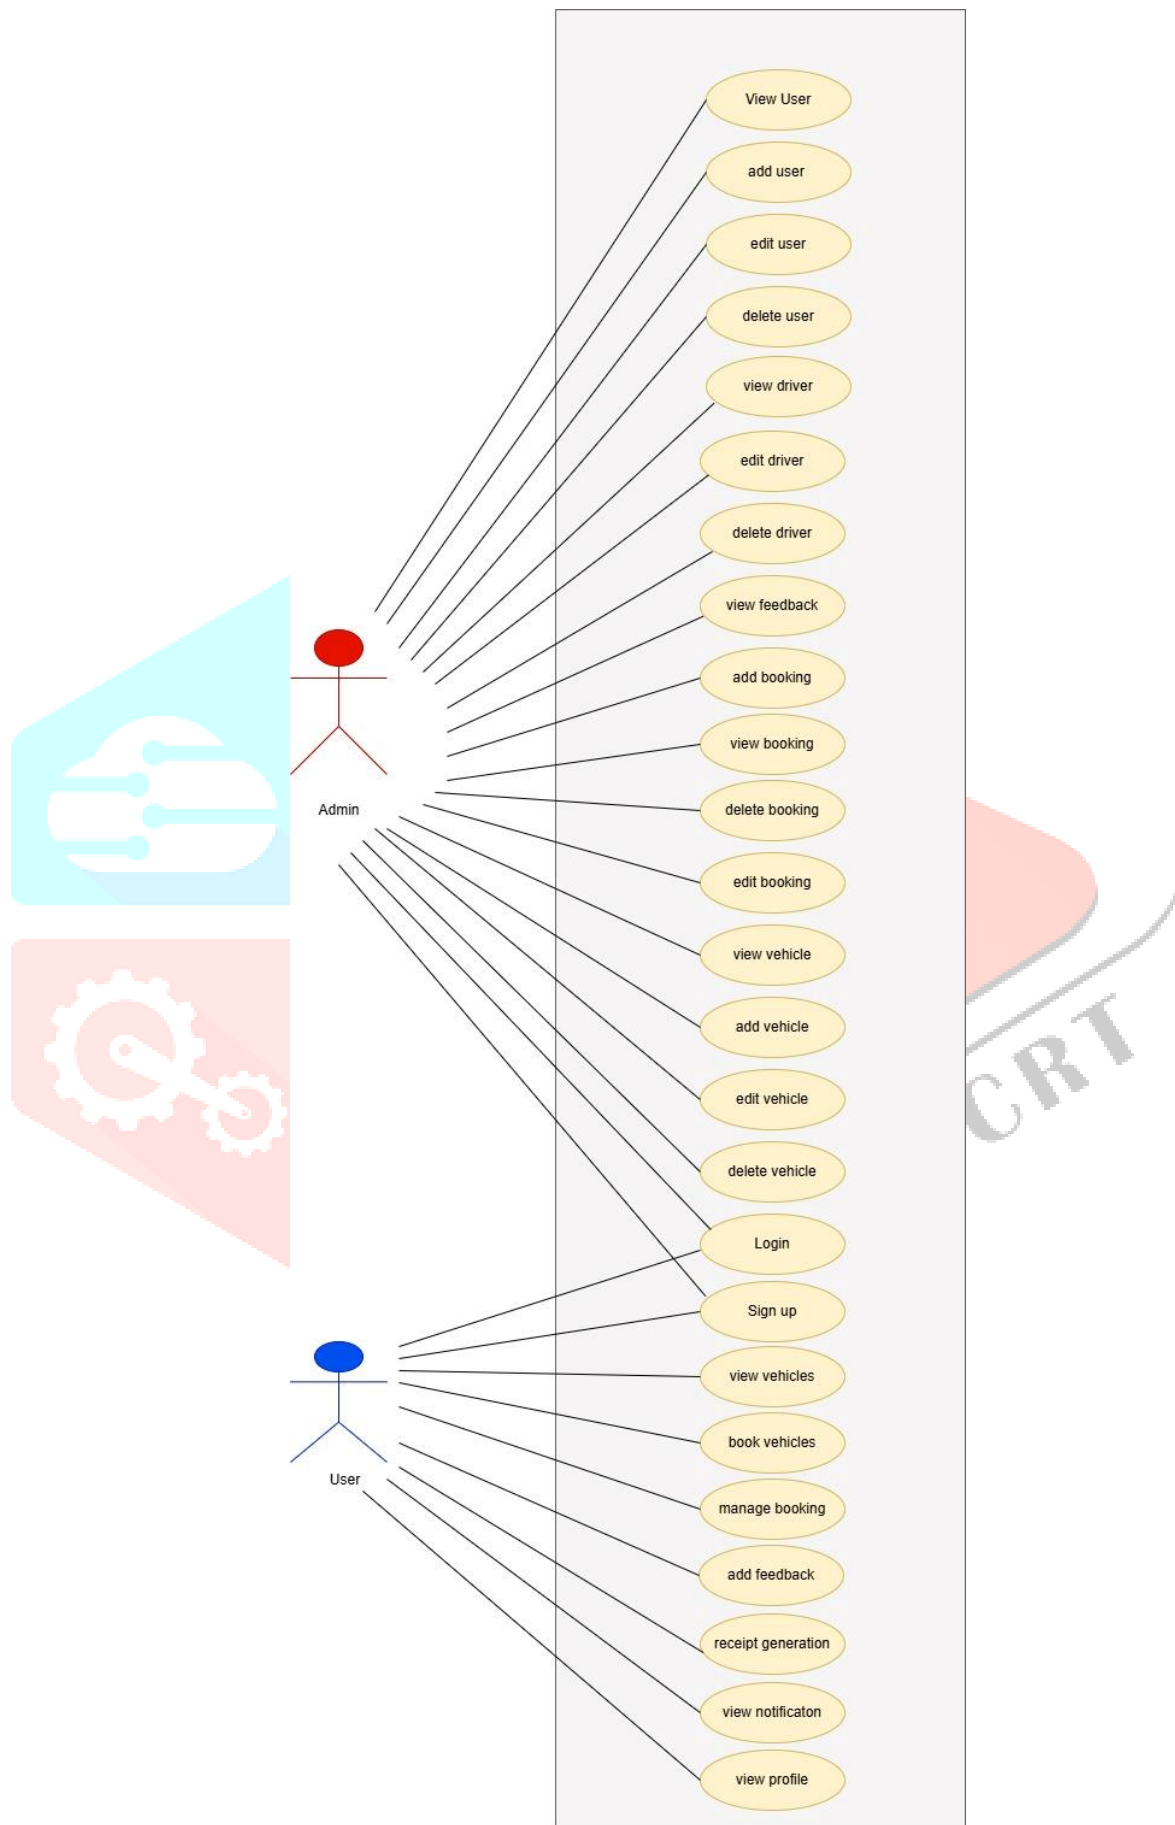 View User
add user
edit user
delete user
view driver
edit driver
delete driver
view feedback
add booking
view booking
Admin
delete booking
edit booking
view vehicle
add vehicle
CRT
edit vehicle
delete vehicle
Login
Sign up
view vehicles
book vehicles
User
manage booking
add feedback
receipt generation
view notificaton
view profile